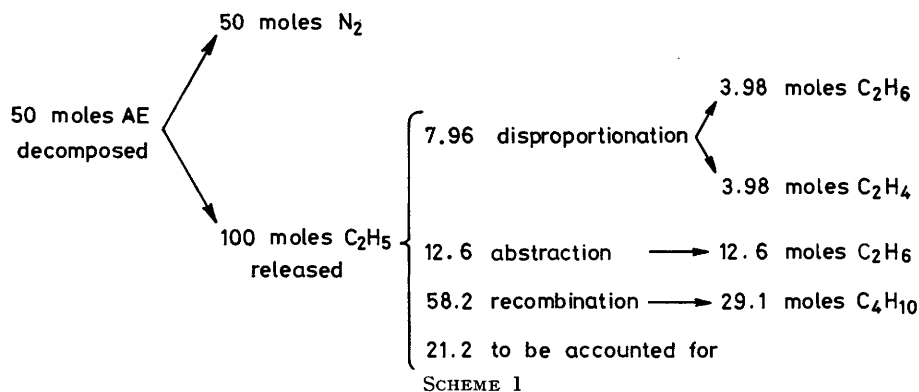 50 moles N₂
50 moles AE
decomposed
100 moles C₂H₅
released
7.96 disproportionation
3.98 moles C₂H₆
3.98 moles C₂H₄
12.6 abstraction
12.6 moles C₂H₆
58.2 recombination
29.1 moles C₄H₁₀
21.2 to be accounted for
SCHEME 1